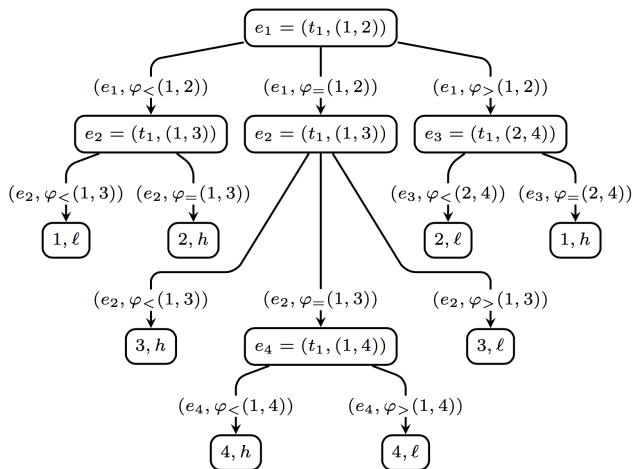 e₁ = (t₁, (1, 2))
(e₁, φ<(1, 2)) (e₁, φ=(1, 2)) (e₁, φ>(1, 2))
e₂ = (t₁, (1, 3)) e₂ = (t₁, (1, 3)) e₃ = (t₁, (2, 4))
(e₂, φ<(1, 3)) (e₂, φ=(1, 3)) (e₃, φ<(2, 4)) (e₃, φ=(2, 4))
1, ℓ 2, h 2, ℓ 1, h
(e₂, φ<(1, 3)) (e₂, φ=(1, 3)) (e₂, φ>(1, 3))
3, h e₄ = (t₁, (1, 4)) 3, ℓ
(e₄, φ<(1, 4)) (e₄, φ>(1, 4))
4, h 4, ℓ